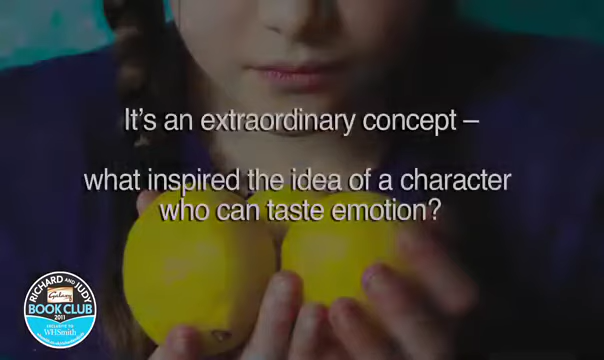 It's an extraordinary concept –
what inspired the idea of a character
who can taste emotion?
RICHARD AND JUDY
Galaxy
BOOK CLUB
2011
EXCLUSIVE TO
WHSmith